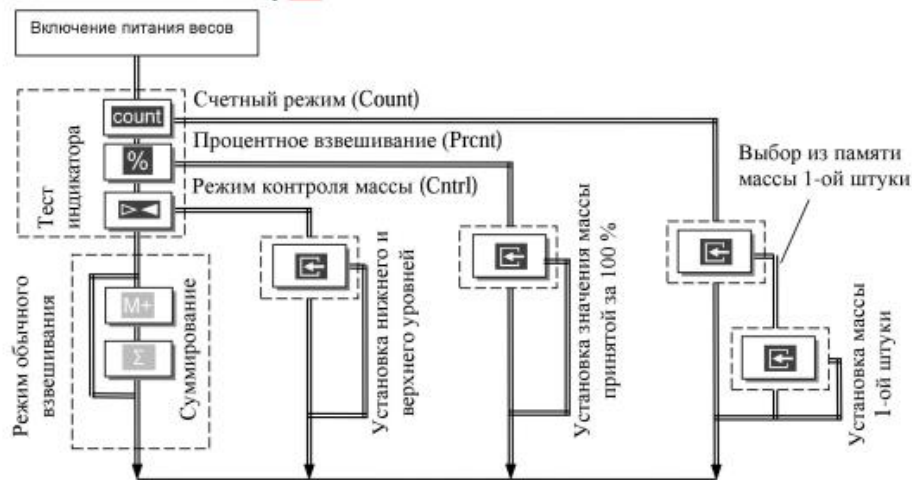 Включение питания весов
Счетный режим (Count)
count
Процентное взвешивание (Prcnt)
%
Режим контроля массы (Cntrl)
Тест
индикатора
Выбор из памяти
массы 1-ой штуки
Режим обычного
взвешивания
M+
Σ
Суммирование
Установка нижнего и
верхнего уровней
Установка значения массы
принятой за 100 %
Установка массы
1-ой штуки